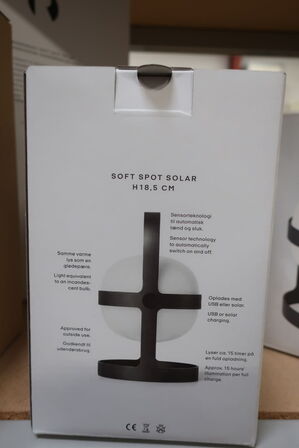 SOFT SPOT SOLAR
H18,5 CM
Sensorteknologi
til automatisk
tænd og sluk.
Sensor technology
to automatically
switch on and off.
Samme varme
lys som en
glødepære.
Light equivalent
to an incandes-
cent bulb.
Oplades med
USB eller solar.
USB or solar
charging.
Approved for
outside use.
Godkendt til
udendørsbrug.
Lyser ca. 15 timer på
en fuld opladning.
Approx. 15 hours'
illumination per full
charge.
CE